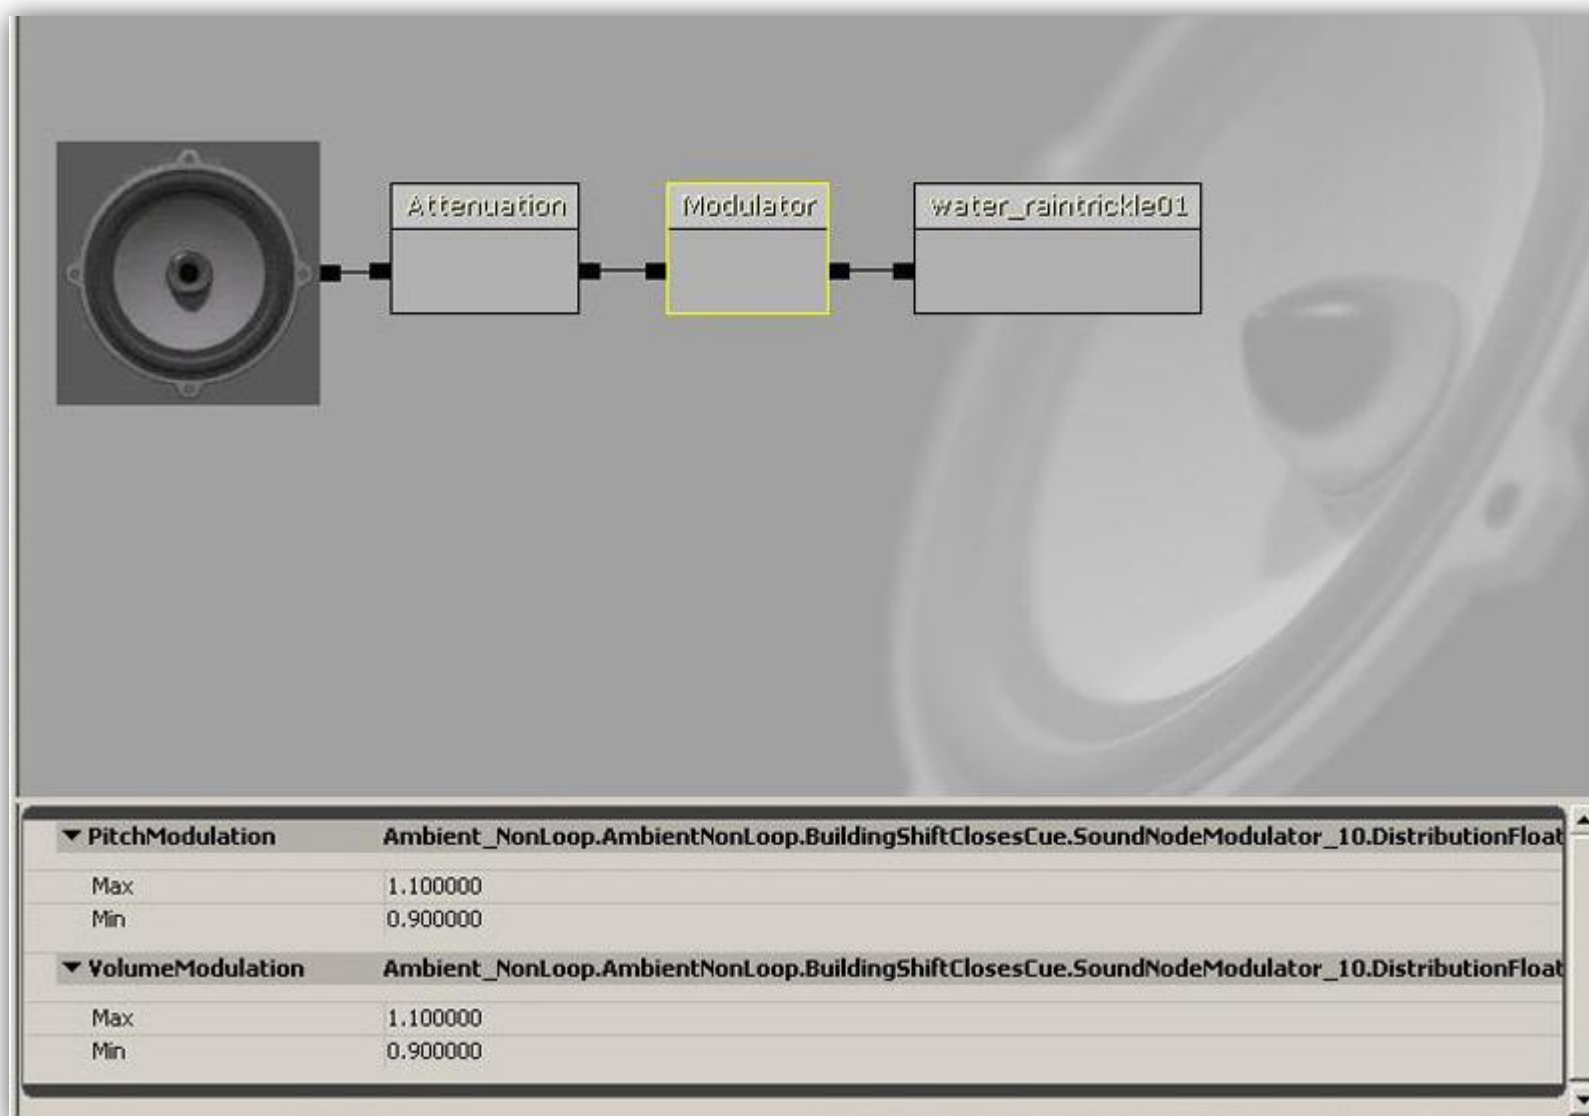 Attenuation
Modulator
water_raintrickle01
PitchModulation Ambient_NonLoop.AmbientNonLoop.BuildingShiftClosesCue.SoundNodeModulator_10.DistributionFloat
Max 1.100000
Min 0.900000
VolumeModulation Ambient_NonLoop.AmbientNonLoop.BuildingShiftClosesCue.SoundNodeModulator_10.DistributionFloat
Max 1.100000
Min 0.900000